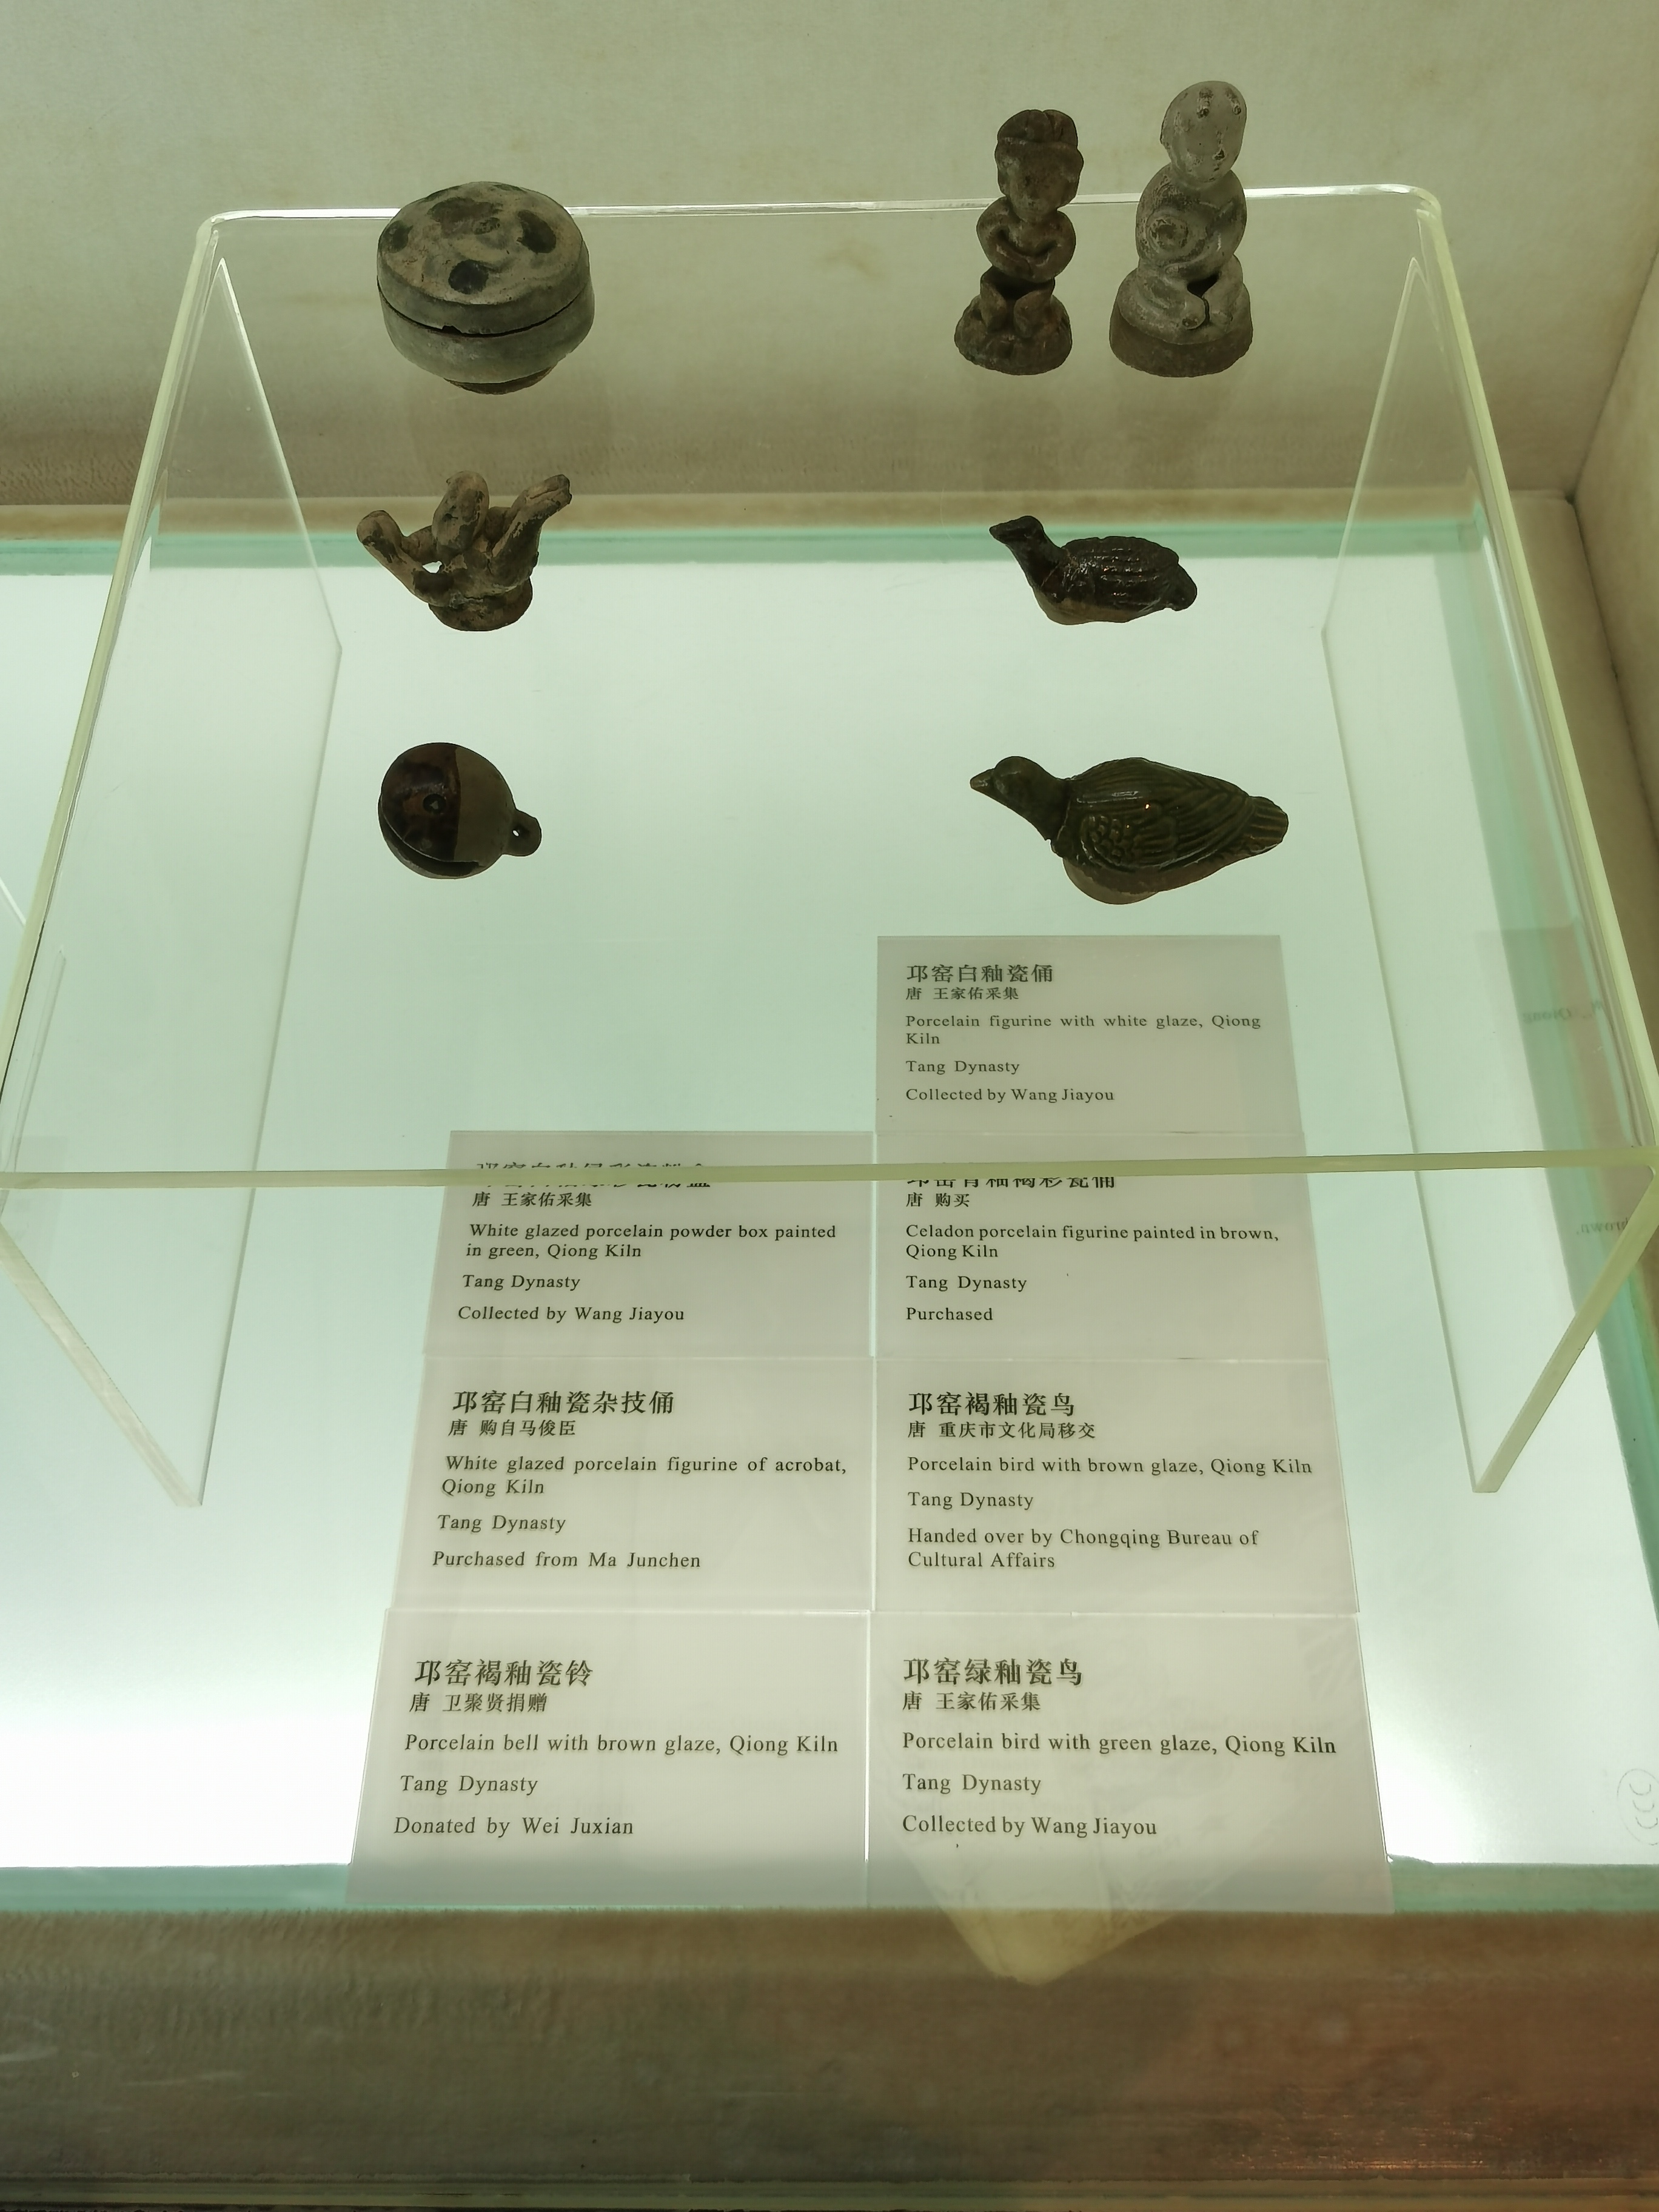 邛窑白釉瓷俑
唐 王家佑采集
Porcelain figurine with white glaze, Qiong
Kiln
Tang Dynasty
Collected by Wang Jiayou
唐 王家佑采集
White glazed porcelain powder box painted
in green, Qiong Kiln
Tang Dynasty
Collected by Wang Jiayou
邛窑青釉褐彩瓷俑
唐 购买
Celadon porcelain figurine painted in brown,
Qiong Kiln
Tang Dynasty
Purchased
邛窑白釉瓷杂技俑
唐 购自马俊臣
White glazed porcelain figurine of acrobat,
Qiong Kiln
Tang Dynasty
Purchased from Ma Junchen
邛窑褐釉瓷鸟
唐 重庆市文化局移交
Porcelain bird with brown glaze, Qiong Kiln
Tang Dynasty
Handed over by Chongqing Bureau of
Cultural Affairs
邛窑褐釉瓷铃
唐 卫聚贤捐赠
Porcelain bell with brown glaze, Qiong Kiln
Tang Dynasty
Donated by Wei Juxian
邛窑绿釉瓷鸟
唐 王家佑采集
Porcelain bird with green glaze, Qiong Kiln
Tang Dynasty
Collected by Wang Jiayou